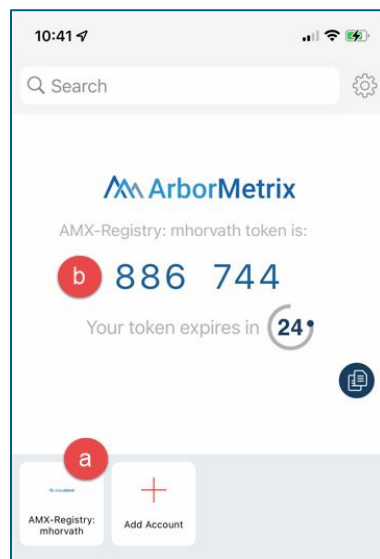 10:41
Search
ArborMetrix
AMX-Registry: mhorvath token is:
b 886 744
Your token expires in 24
a
AMX-Registry:
mhorvath
Add Account